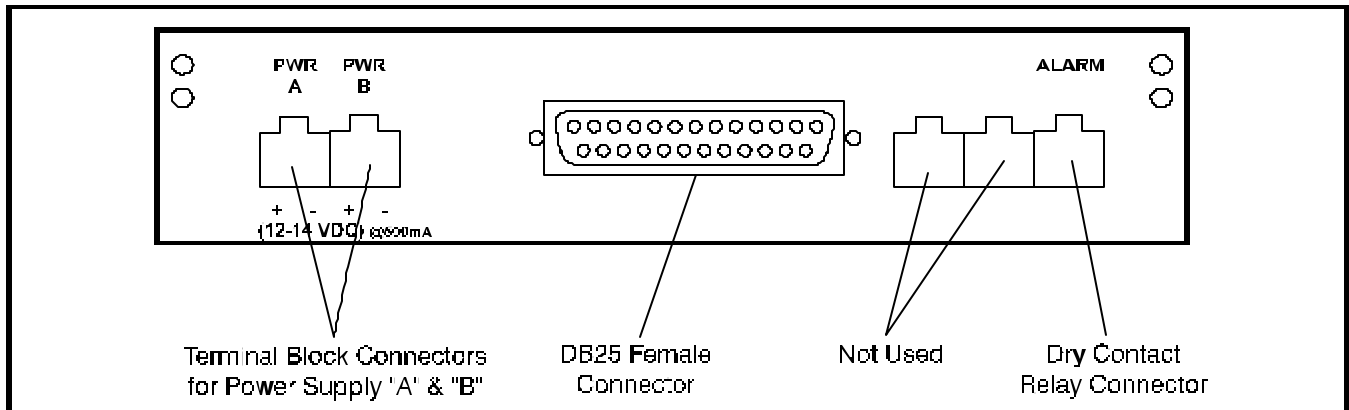 PWR PWR ALARM
A B
+ - + -
(12-14 VDC) @600mA
Terminal Block Connectors
for Power Supply "A" & "B"
DB25 Female
Connector
Not Used
Dry Contact
Relay Connector